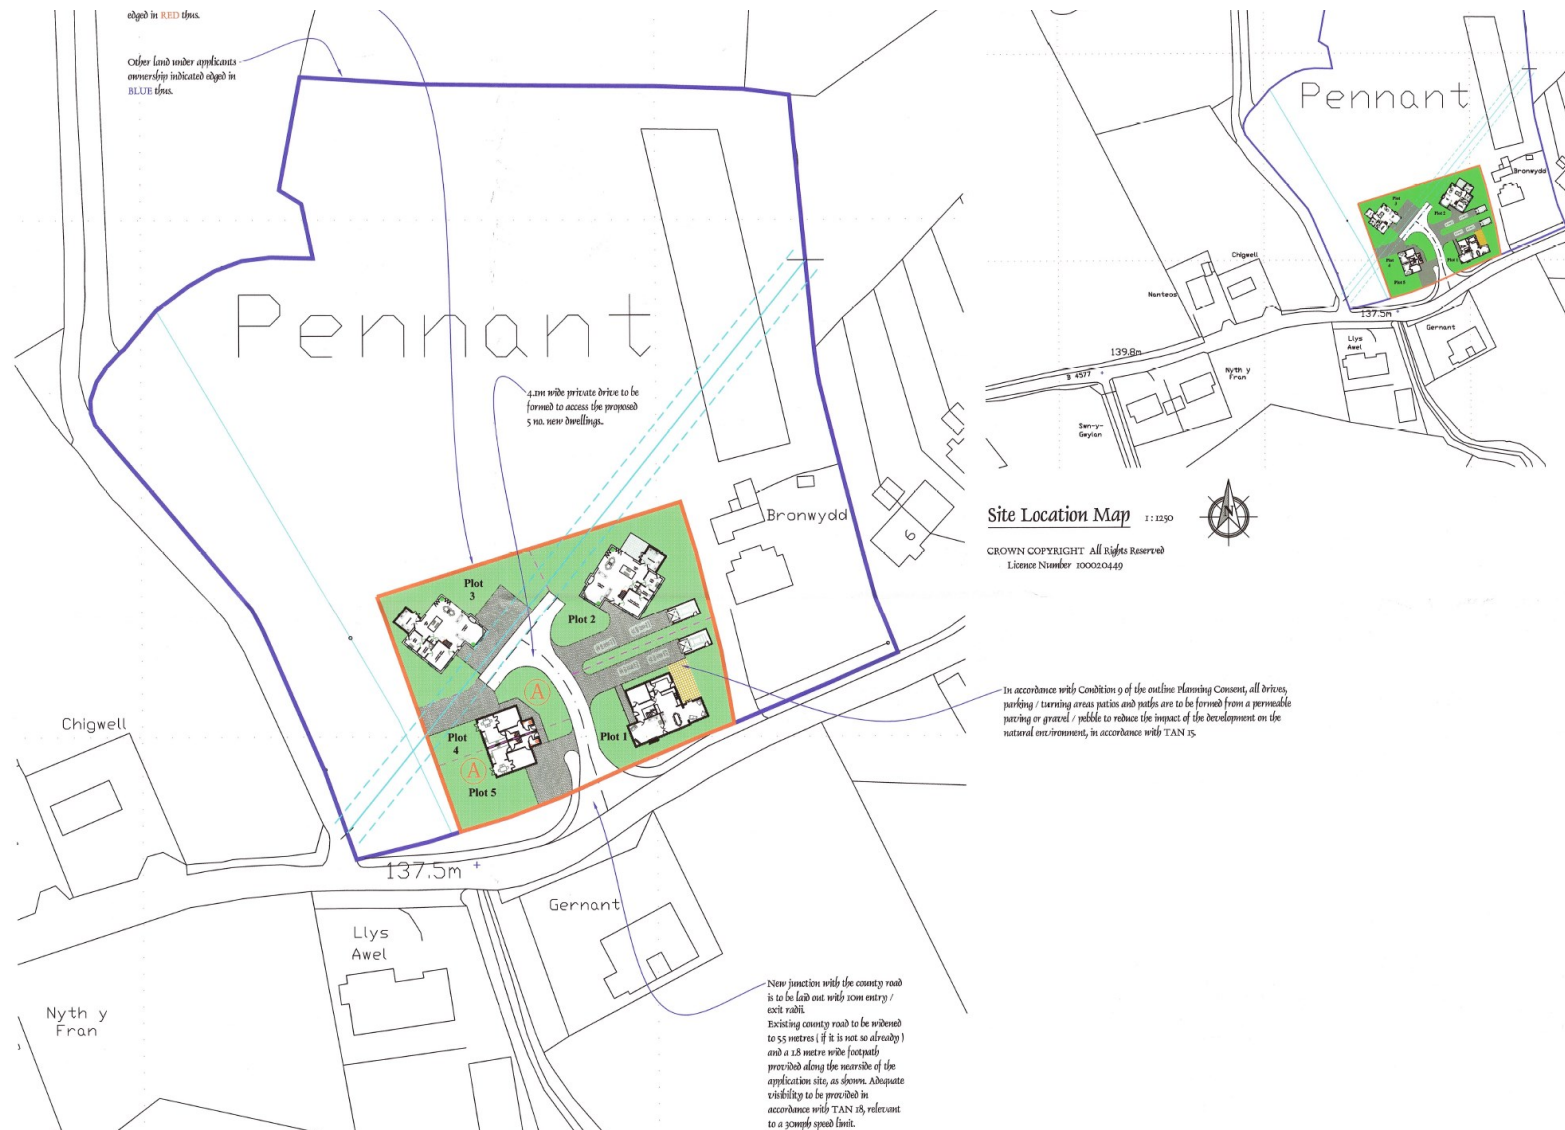 edged in RED thus.
Other land under applicants
ownership indicated edged in
BLUE thus.
Pennant
4.1m wide private drive to be
formed to access the proposed
5 no. new dwellings.
Bronwydd
6
Plot
3
Plot 2
A
Plot
4
Plot 1
A
Plot 5
Chigwell
137.5m
Gernant
Llys
Awel
Nyth y
Fran
In accordance with Condition 9 of the outline Planning Consent, all drives,
parking / turning areas patios and paths are to be formed from a permeable
paving or gravel / pebble to reduce the impact of the development on the
natural environment, in accordance with TAN 15.
New junction with the county road
is to be laid out with 10m entry /
exit radii.
Existing county road to be widened
to 5.5 metres ( if it is not so already )
and a 1.8 metre wide footpath
provided along the nearside of the
application site, as shown. Adequate
visibility to be provided in
accordance with TAN 18, relevant
to a 30mph speed limit.
Pennant
Bronwydd
Plot 2
Plot 1
Plot 5
Chigwell
Nanteos
137.5m
Gernant
Llys
Awel
139.8m
B 4577
Nyth y
Fran
Swn-y-
Gwylan
Site Location Map 1 : 1250
N
CROWN COPYRIGHT All Rights Reserved
Licence Number 100020449